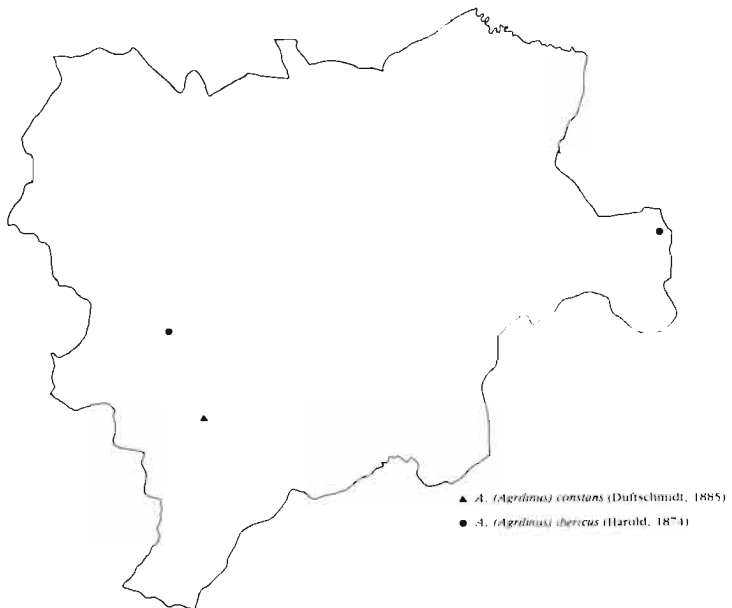 ▲ A. (Agrilinus) constans (Duftschmidt, 1885)
● A. (Agrilinus) ibericus (Harold, 1874)